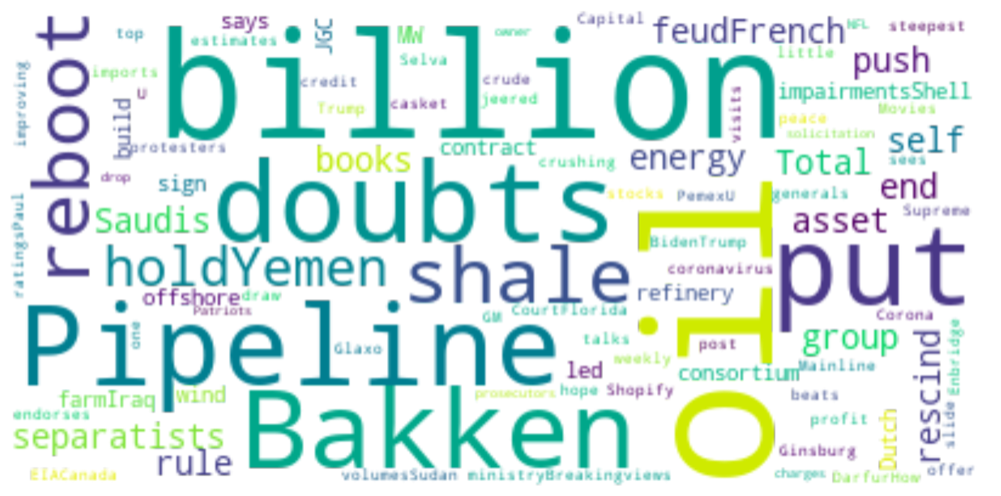 top
says
estimates
JGC
MW
owner
Capital
feudFrench
NFL
steepest
reboot
billion
Selva
little
push
improving
imports
U
credit
crude
impairmentsShell
Trump
casket
jeered
visits
Movies
build
peace
protesters
contract
solicitation
self
books
crushing
energy
Total
sees
drop
sign
doubts
stocks
PemexU
generals
end
ratingsPaul
Saudis
Oil
asset
Supreme
BidenTrump
put
holdYemen
shale
coronavirus
offshore
draw
refinery
Patriots
CourtFlorida
Corona
GM
Pipeline
one
talks
post
group
Glaxo
weekly
rescind
Enbridge
led
consortium
Mainline
farmIraq
wind
prosecutors
hope
Shopify
beats
endorses
Bakken
profit
slide
separatists
Dutch
Ginsburg
rule
EIACanada
volumesSudan
ministryBreakingviews
charges
DarfurHow
offer